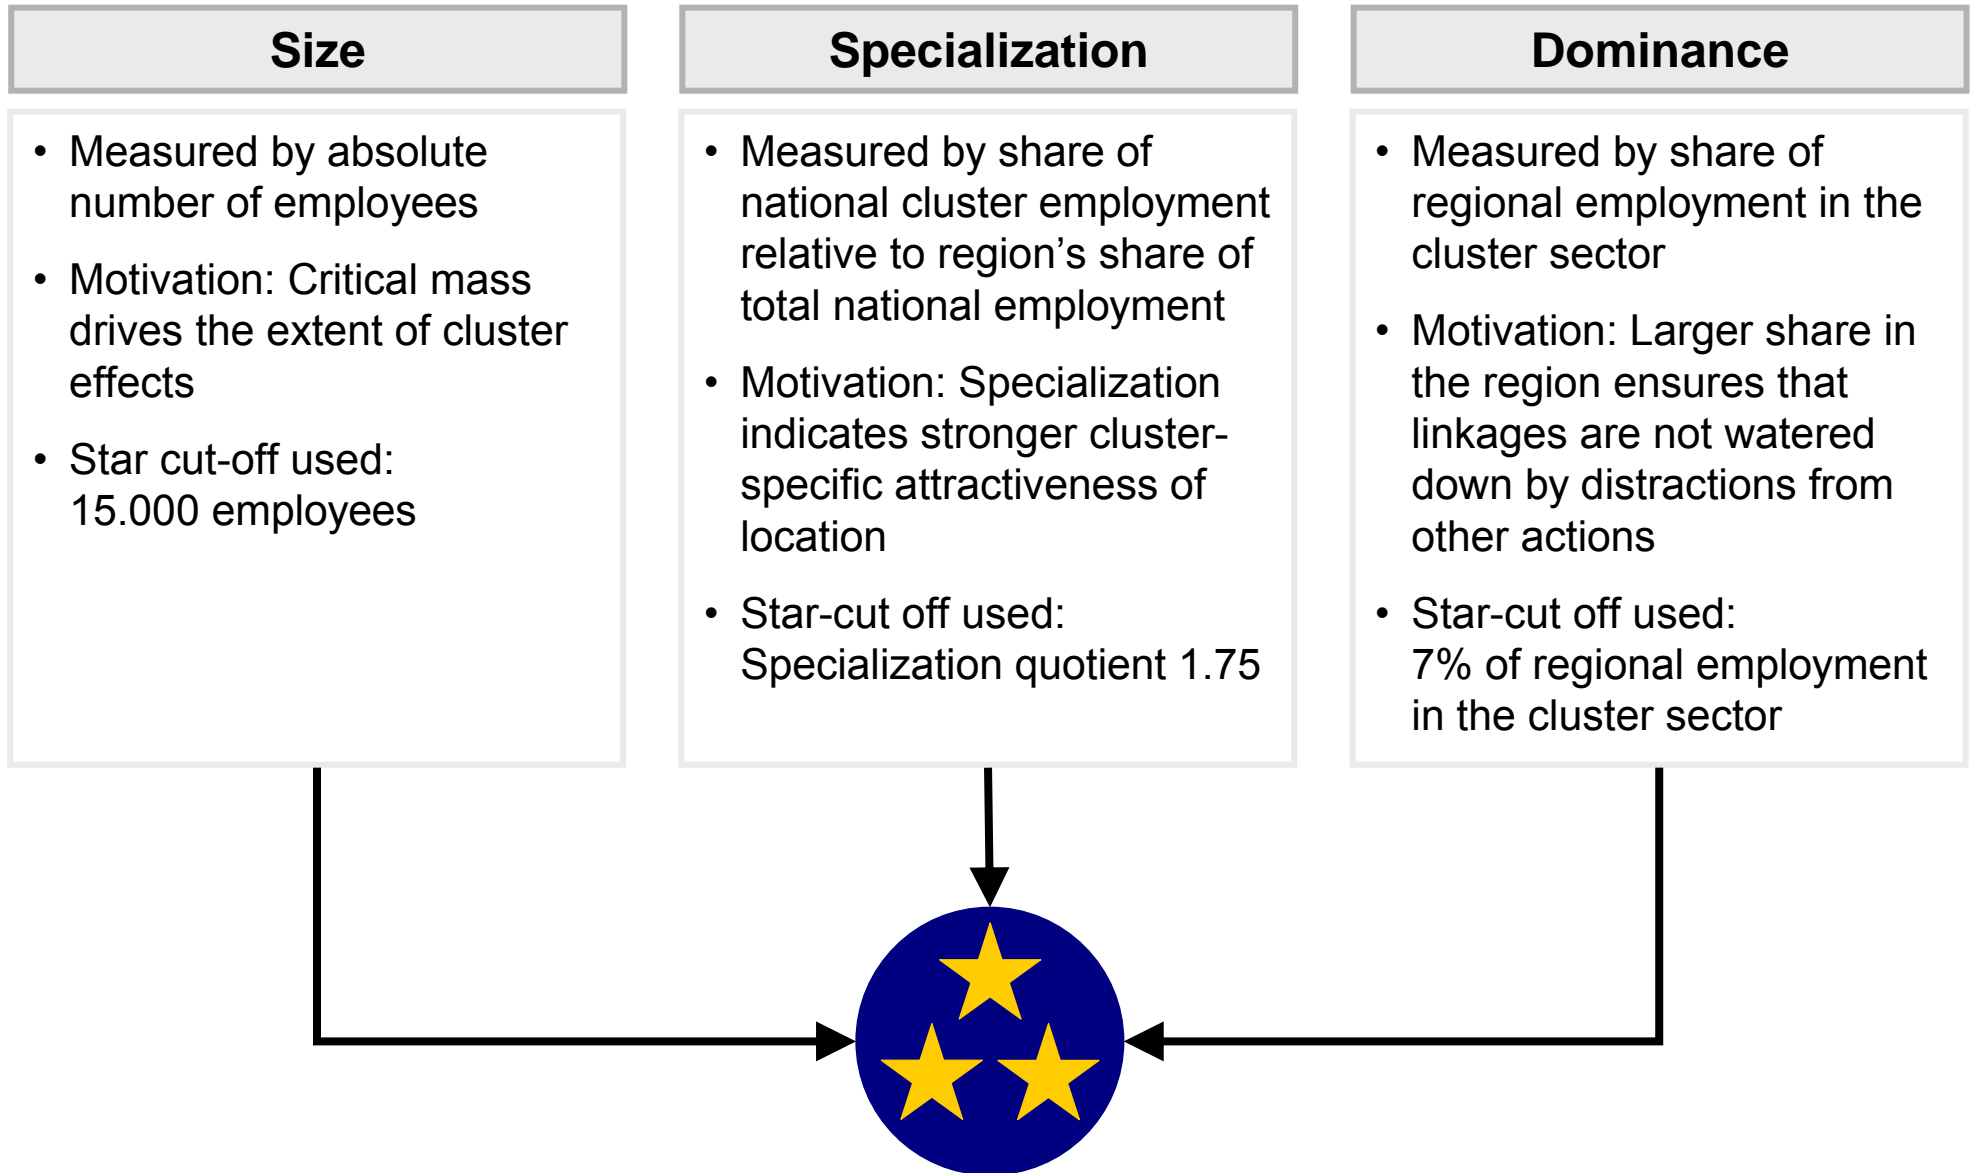 Size
• Measured by absolute
number of employees
• Motivation: Critical mass
drives the extent of cluster
effects
• Star cut-off used:
15.000 employees
Specialization
• Measured by share of
national cluster employment
relative to region’s share of
total national employment
• Motivation: Specialization
indicates stronger cluster-
specific attractiveness of
location
• Star-cut off used:
Specialization quotient 1.75
Dominance
• Measured by share of
regional employment in the
cluster sector
• Motivation: Larger share in
the region ensures that
linkages are not watered
down by distractions from
other actions
• Star-cut off used:
7% of regional employment
in the cluster sector